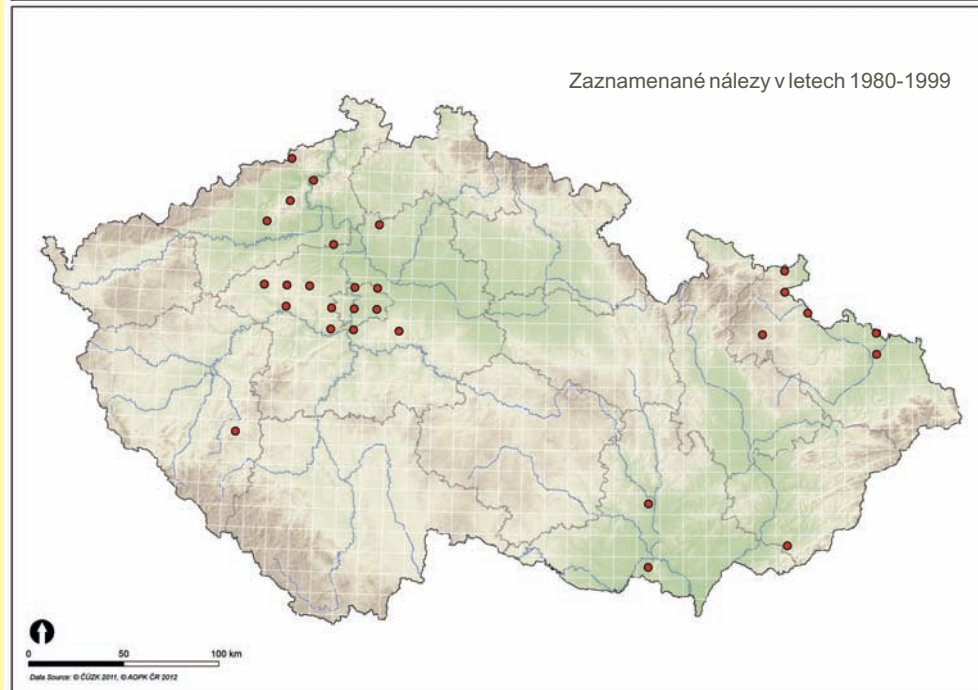 Zaznamenané nálezy v letech 1980-1999
0 50 100 km
Data Source: © ČÚZK 2011, © AOPK ČR 2012